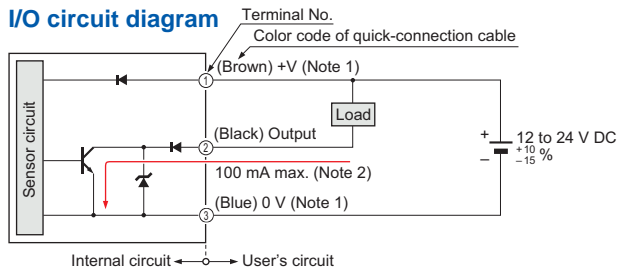 I/O circuit diagram
Terminal No.
Color code of quick-connection cable
1 (Brown) +V (Note 1)
Sensor circuit
Load
2 (Black) Output
+ 12 to 24 V DC
– +10 –15 %
100 mA max. (Note 2)
3 (Blue) 0 V (Note 1)
Internal circuit User's circuit